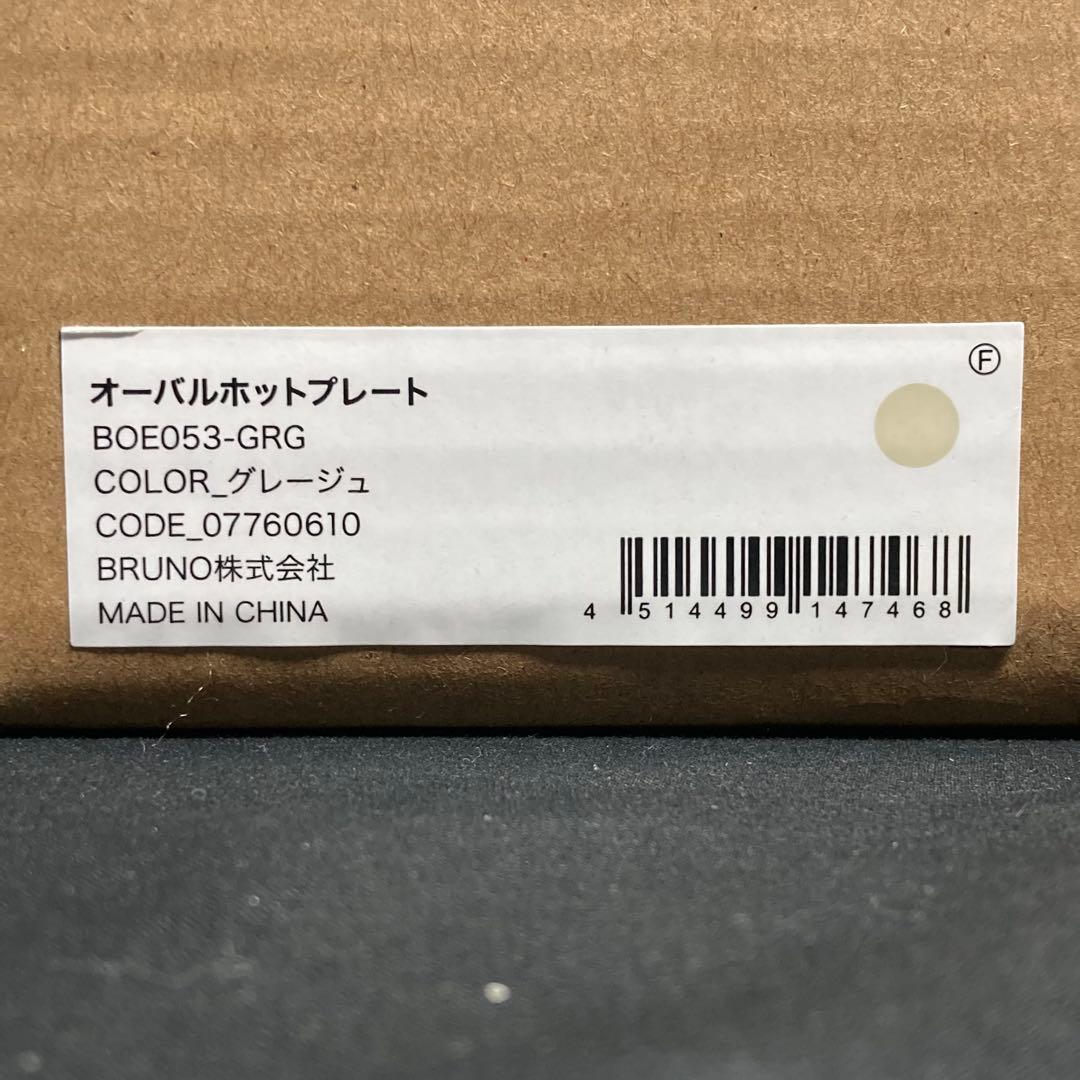 Ⓕ
オーバルホットプレート
BOE053-GRG
COLOR_グレージュ
CODE_07760610
BRUNO株式会社
MADE IN CHINA
4 514499 147468